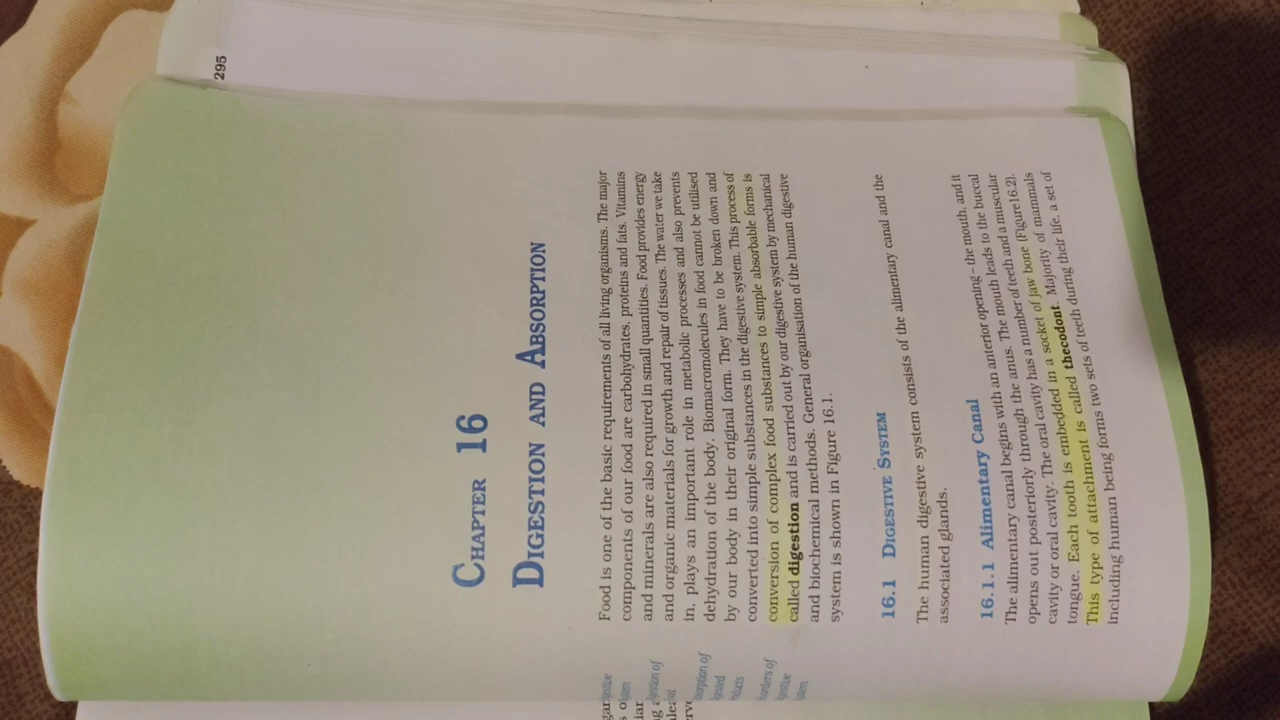 295
CHAPTER 16
DIGESTION AND ABSORPTION
Food is one of the basic requirements of all living organisms. The major
components of our food are carbohydrates, proteins and fats. Vitamins
and minerals are also required in small quantities. Food provides energy
and organic materials for growth and repair of tissues. The water we take
in, plays an important role in metabolic processes and also prevents
dehydration of the body. Biomacromolecules in food cannot be utilised
by our body in their original form. They have to be broken down and
converted into simple substances in the digestive system. This process of
conversion of complex food substances to simple absorbable forms is
called digestion and is carried out by our digestive system by mechanical
and biochemical methods. General organisation of the human digestive
system is shown in Figure 16.1.
16.1 DIGESTIVE SYSTEM
The human digestive system consists of the alimentary canal and the
associated glands.
16.1.1 Alimentary Canal
The alimentary canal begins with an anterior opening – the mouth, and it
opens out posteriorly through the anus. The mouth leads to the buccal
cavity or oral cavity. The oral cavity has a number of teeth and a muscular
tongue. Each tooth is embedded in a socket of jaw bone (Figure 16.2).
This type of attachment is called thecodont. Majority of mammals
including human being forms two sets of teeth during their life, a set of